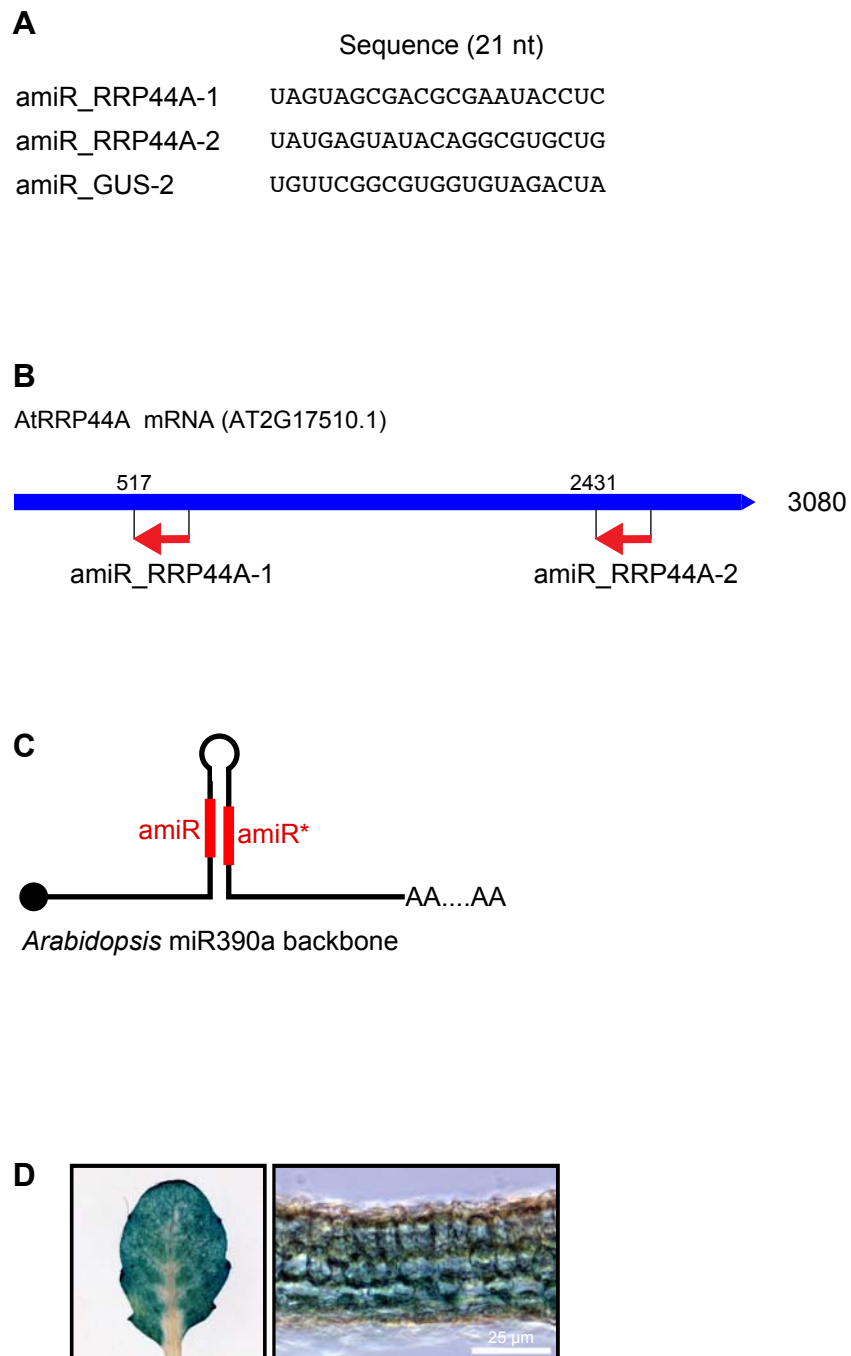 A
Sequence (21 nt)
amiR_RRP44A-1 UAGUAGCGACGCGAAUACCUC
amiR_RRP44A-2 UAUGAGUAUACAGGCGUGCUG
amiR_GUS-2 UGUUCGGCGUGGUGUAGACUA
B
AtRRP44A mRNA (AT2G17510.1)
517 2431
3080
amiR_RRP44A-1 amiR_RRP44A-2
C
amiR amiR*
AA....AA
Arabidopsis miR390a backbone
D
25 µm